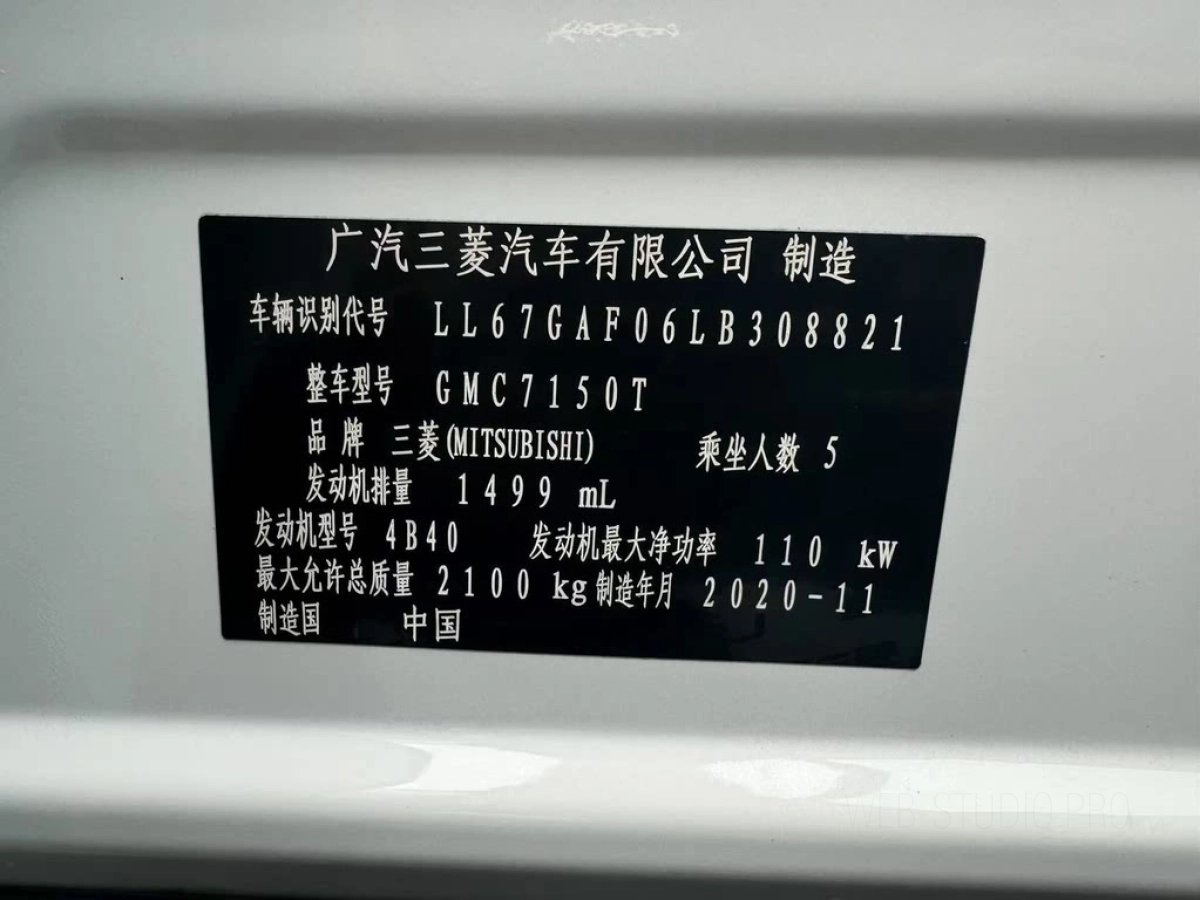 广汽三菱汽车有限公司 制造
车辆识别代号 LL67GAF06LB308821
整车型号 GMC7150T
品牌 三菱(MITSUBISHI) 乘坐人数 5
发动机排量 1499 mL
发动机型号 4B40 发动机最大净功率 110 kW
最大允许总质量 2100 kg 制造年月 2020-11
制造国 中国
WEB-STUDIO.PRO